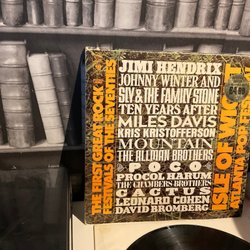 THE FIRST GREAT ROCK
FESTIVALS OF THE SEVENTIES
JIMI HENDRIX
JOHNNY WINTER AND
SLY & THE FAMILY STONE
TEN YEARS AFTER
MILES DAVIS
KRIS KRISTOFFERSON
MOUNTAIN
THE ALLMAN BROTHERS
POCO
PROCOL HARUM
THE CHAMBERS BROTHERS
CACTUS
LEONARD COHEN
DAVID BROMBERG
ISLE OF WIGHT
ATLANTA POP FES